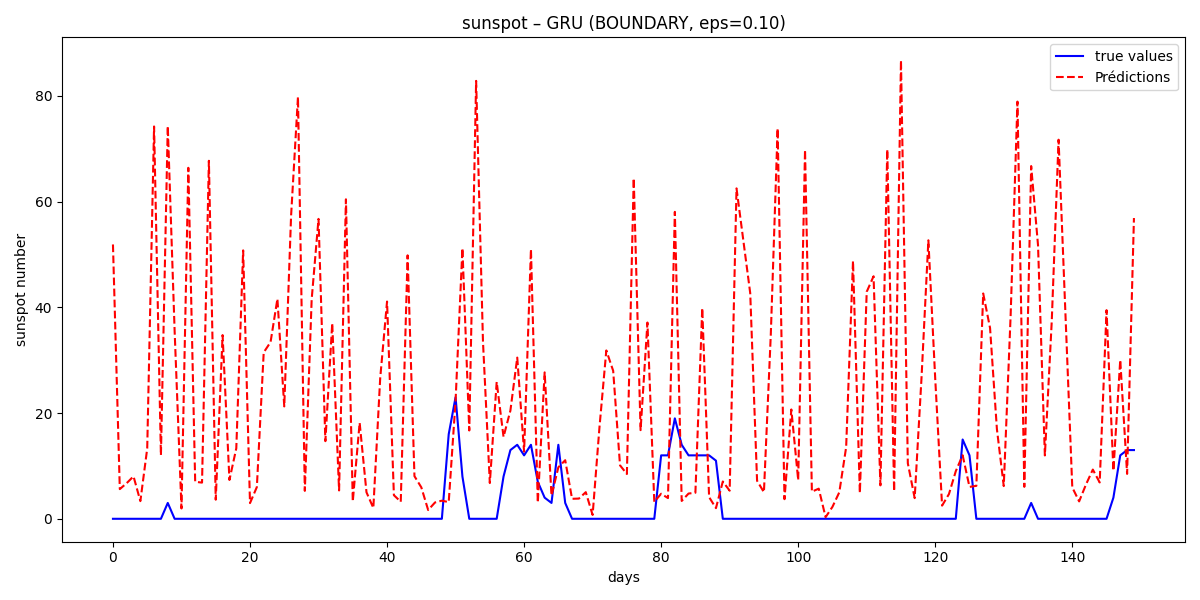 sunspot – GRU (BOUNDARY, eps=0.10)
true values
Prédictions
sunspot number
80
60
40
20
0
0 20 40 60 80 100 120 140
days